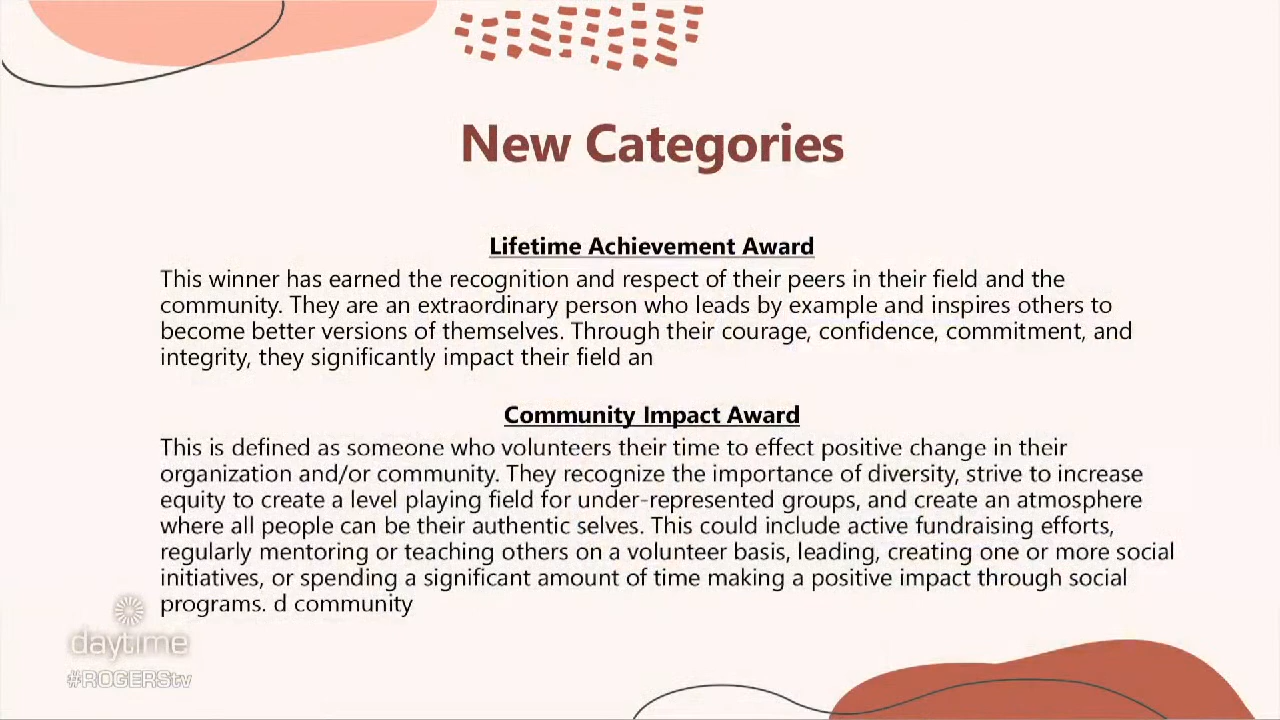 New Categories
Lifetime Achievement Award
This winner has earned the recognition and respect of their peers in their field and the
community. They are an extraordinary person who leads by example and inspires others to
become better versions of themselves. Through their courage, confidence, commitment, and
integrity, they significantly impact their field an
Community Impact Award
This is defined as someone who volunteers their time to effect positive change in their
organization and/or community. They recognize the importance of diversity, strive to increase
equity to create a level playing field for under-represented groups, and create an atmosphere
where all people can be their authentic selves. This could include active fundraising efforts,
regularly mentoring or teaching others on a volunteer basis, leading, creating one or more social
initiatives, or spending a significant amount of time making a positive impact through social
programs. d community
daytime
#ROGERStv